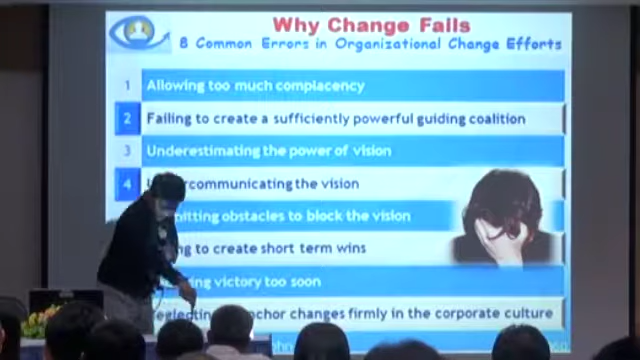 Why Change Fails
8 Common Errors in Organizational Change Efforts
1 Allowing too much complacency
2 Failing to create a sufficiently powerful guiding coalition
3 Underestimating the power of vision
4 communicating the vision
obstacles to block the vision
to create short term wins
victory too soon
changes firmly in the corporate culture